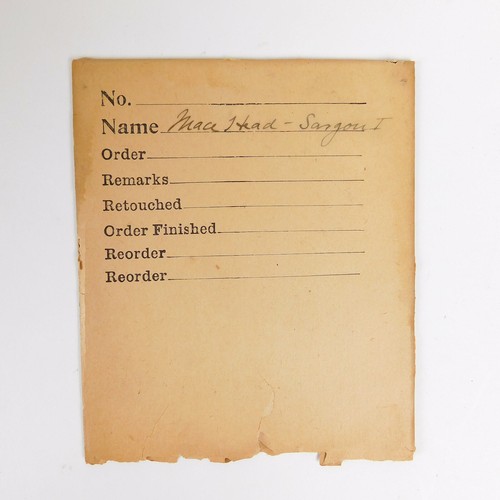 No.
Name Mace Head - Sargon I
Order
Remarks
Retouched
Order Finished
Reorder
Reorder